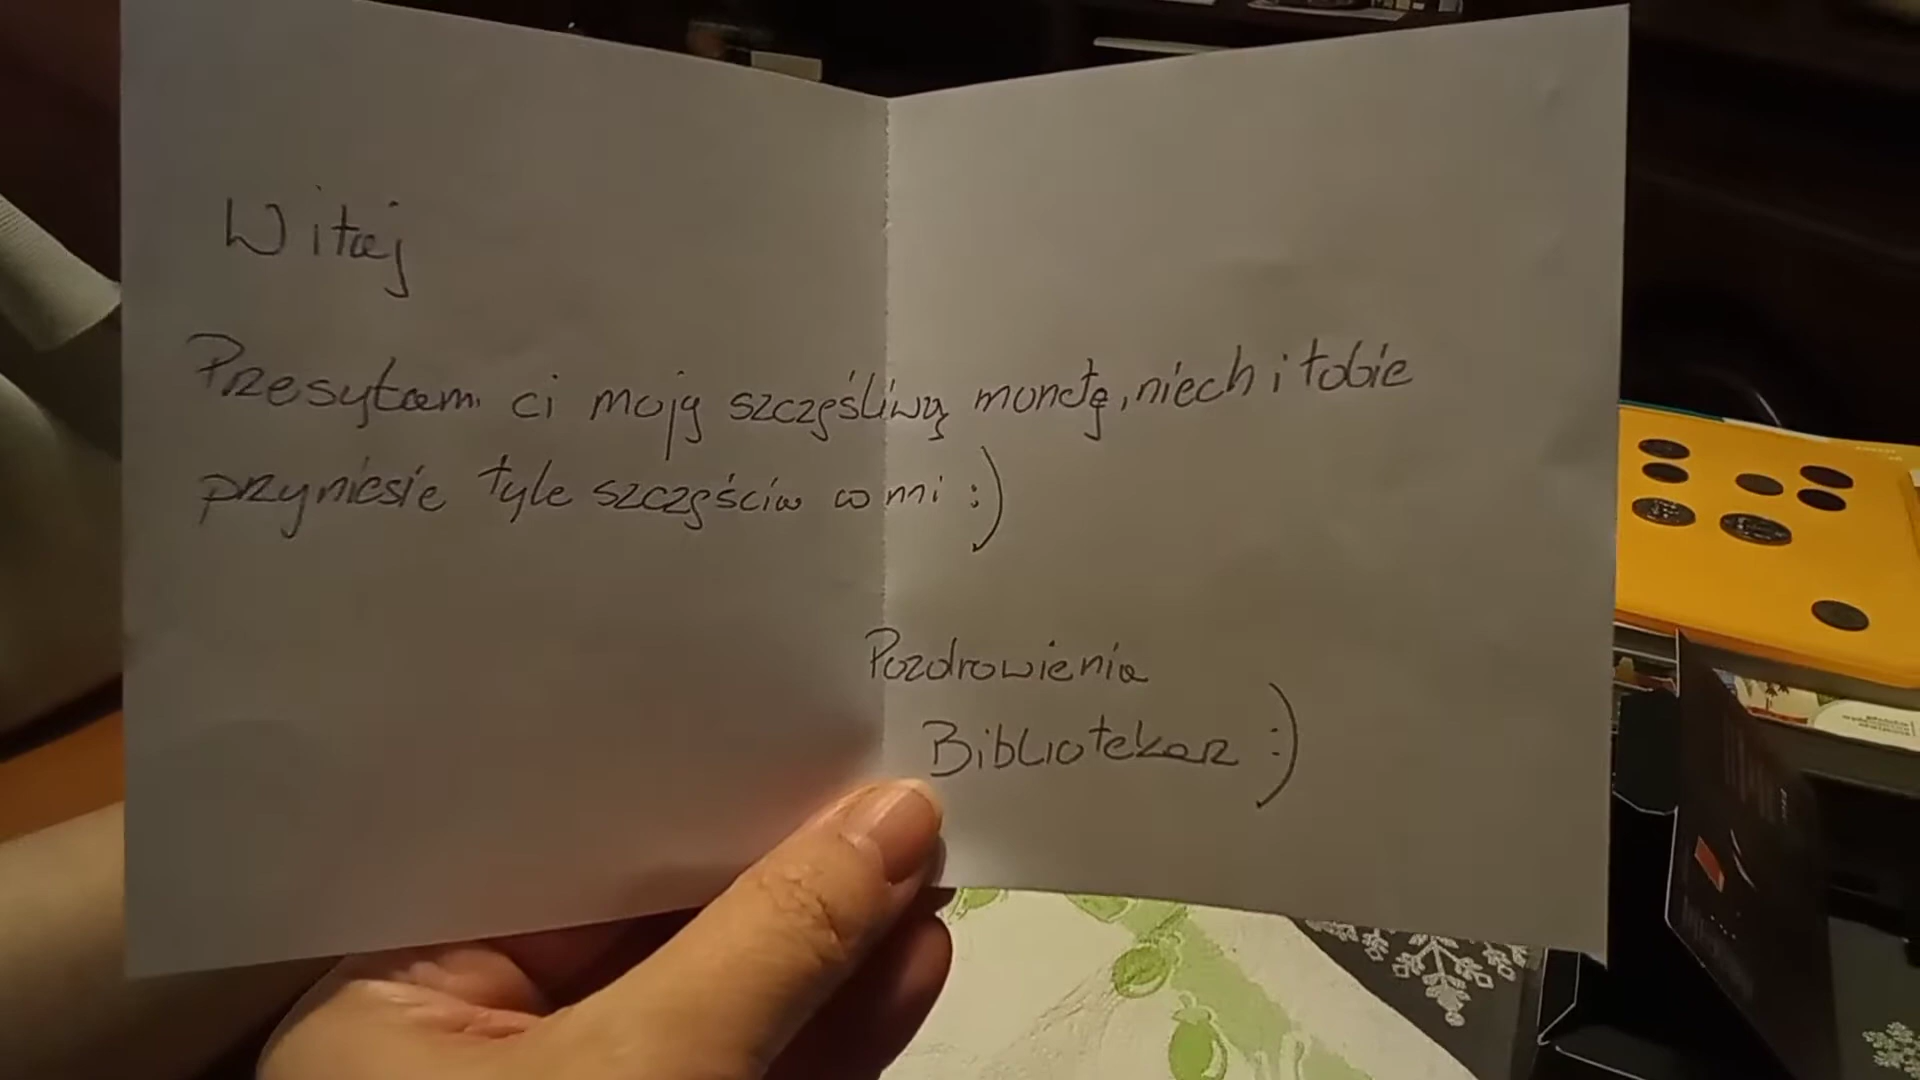 Witaj
Przesyłam ci moją szczęśliwą monetę, niech i tobie
przyniesie tyle szczęścia co mi :)
Pozdrowienia
Bibliotekarz :)